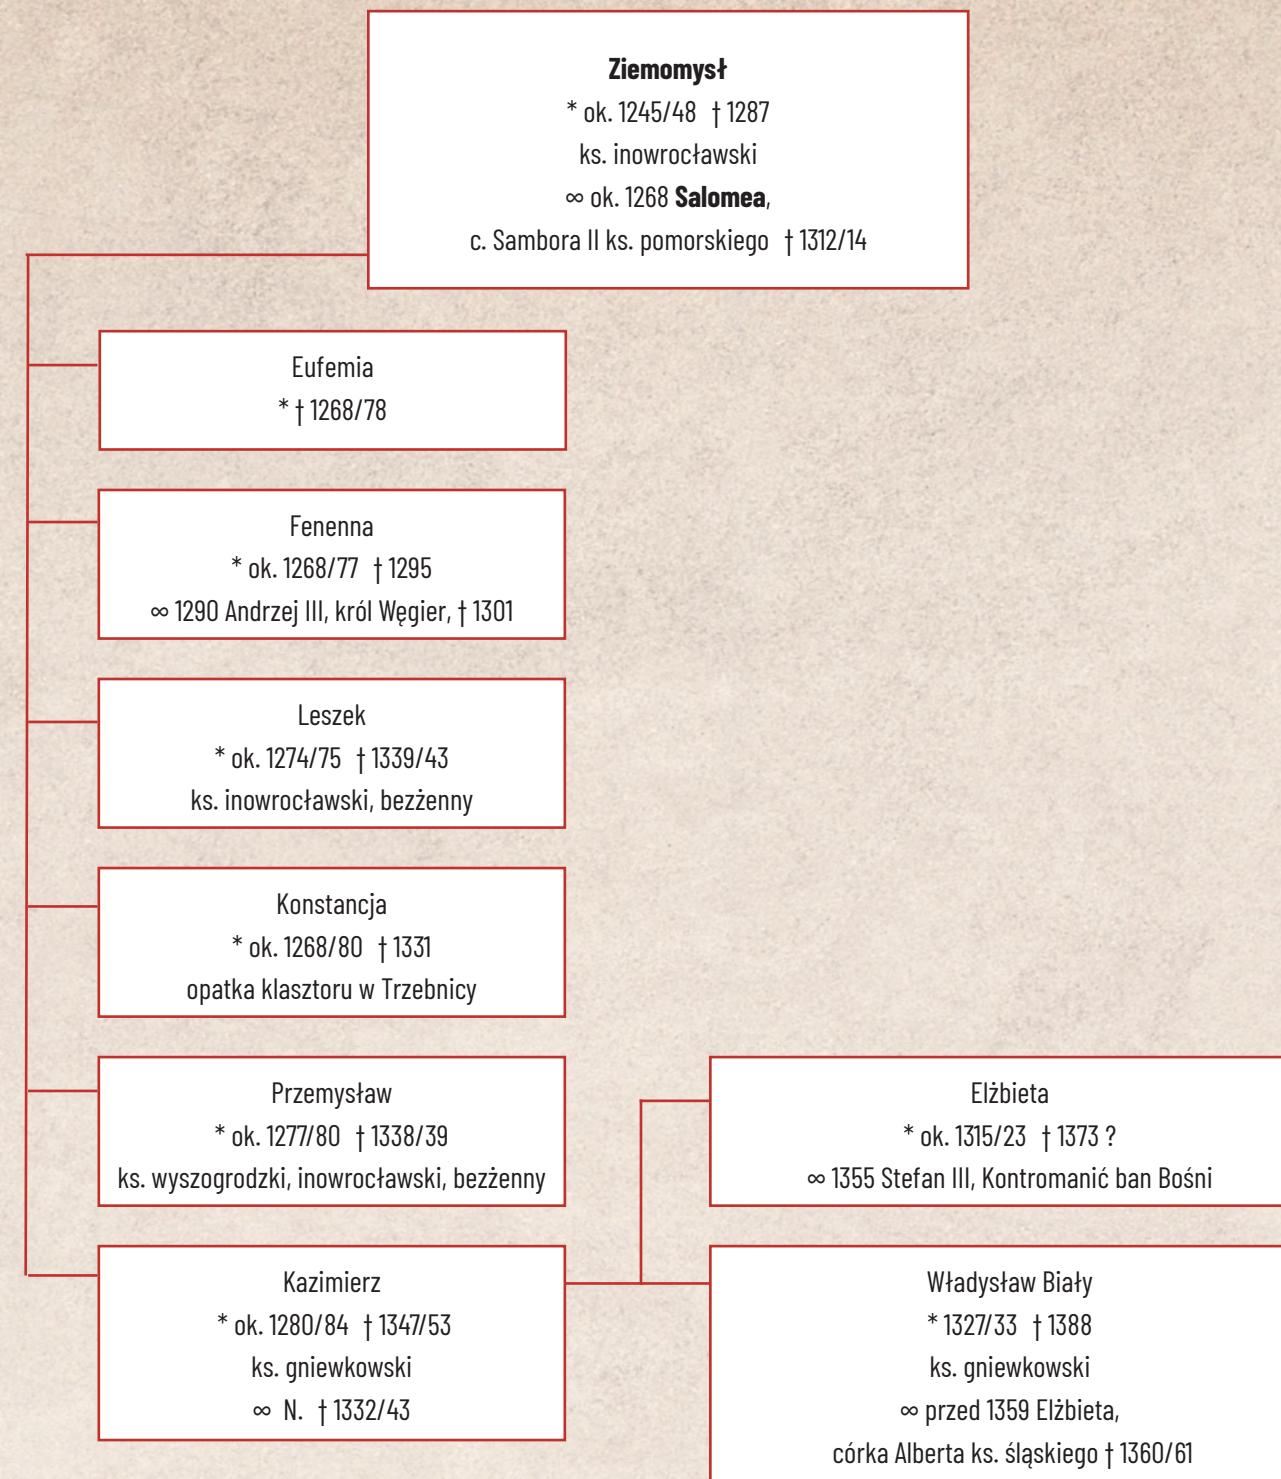 Ziemomysł
* ok. 1245/48 † 1287
ks. inowrocławski
∞ ok. 1268 Salomea,
c. Sambora II ks. pomorskiego † 1312/14
Eufemia
* † 1268/78
Fenenna
* ok. 1268/77 † 1295
∞ 1290 Andrzej III, król Węgier, † 1301
Leszek
* ok. 1274/75 † 1339/43
ks. inowrocławski, bezżenny
Konstancja
* ok. 1268/80 † 1331
opatka klasztoru w Trzebnicy
Przemysław
* ok. 1277/80 † 1338/39
ks. wyszogrodzki, inowrocławski, bezżenny
Kazimierz
* ok. 1280/84 † 1347/53
ks. gniewkowski
∞ N. † 1332/43
Elżbieta
* ok. 1315/23 † 1373 ?
∞ 1355 Stefan III, Kontromanić ban Bośni
Władysław Biały
* 1327/33 † 1388
ks. gniewkowski
∞ przed 1359 Elżbieta,
córka Alberta ks. śląskiego † 1360/61